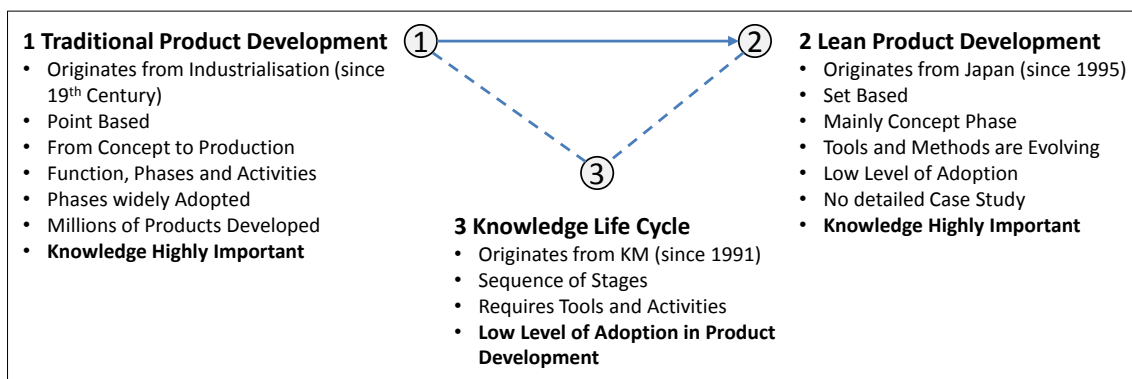 1 Traditional Product Development
• Originates from Industrialisation (since
19th Century)
• Point Based
• From Concept to Production
• Function, Phases and Activities
• Phases widely Adopted
• Millions of Products Developed
• Knowledge Highly Important
1
2
3
2 Lean Product Development
• Originates from Japan (since 1995)
• Set Based
• Mainly Concept Phase
• Tools and Methods are Evolving
• Low Level of Adoption
• No detailed Case Study
• Knowledge Highly Important
3 Knowledge Life Cycle
• Originates from KM (since 1991)
• Sequence of Stages
• Requires Tools and Activities
• Low Level of Adoption in Product
Development